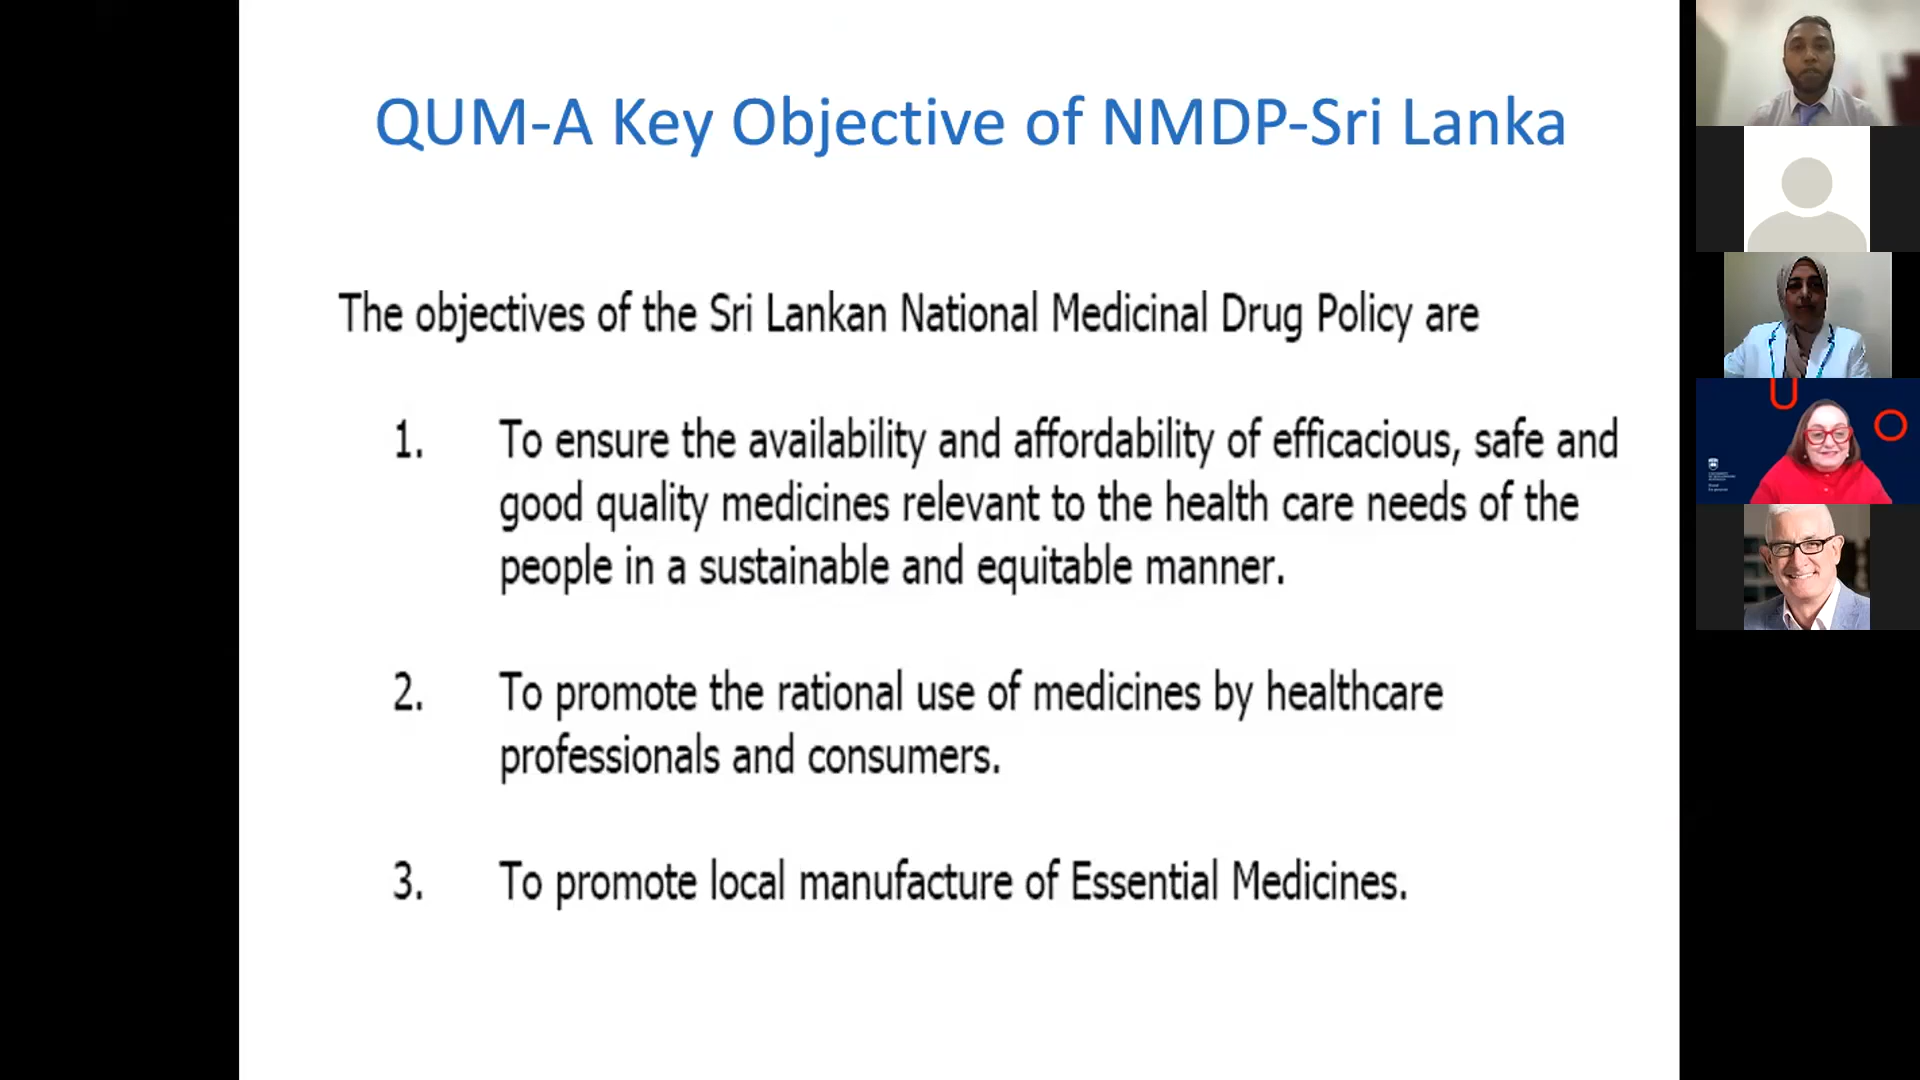 QUM-A Key Objective of NMDP-Sri Lanka
The objectives of the Sri Lankan National Medicinal Drug Policy are
1. To ensure the availability and affordability of efficacious, safe and
good quality medicines relevant to the health care needs of the
people in a sustainable and equitable manner.
2. To promote the rational use of medicines by healthcare
professionals and consumers.
3. To promote local manufacture of Essential Medicines.